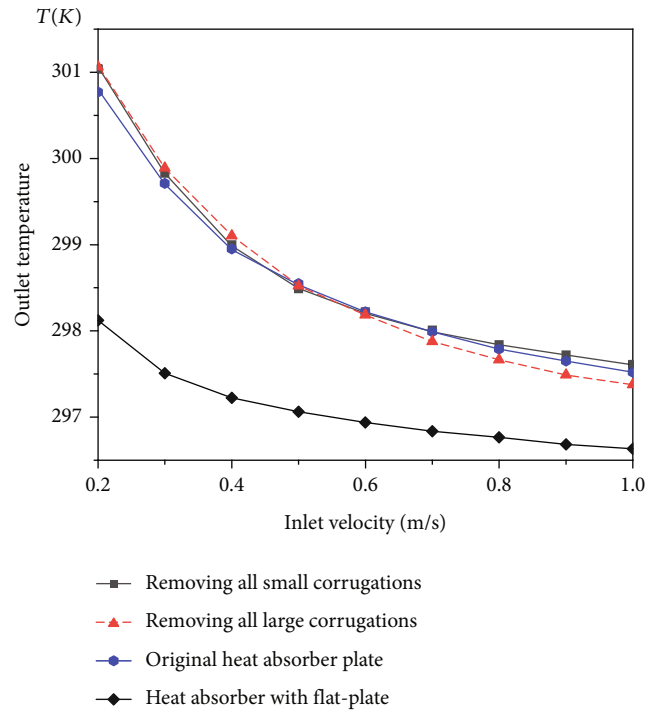 T(K)
301
300
299
298
297
Outlet temperature
0.2
0.4
0.6
0.8
1.0
Inlet velocity (m/s)
Removing all small corrugations
Removing all large corrugations
Original heat absorber plate
Heat absorber with flat-plate